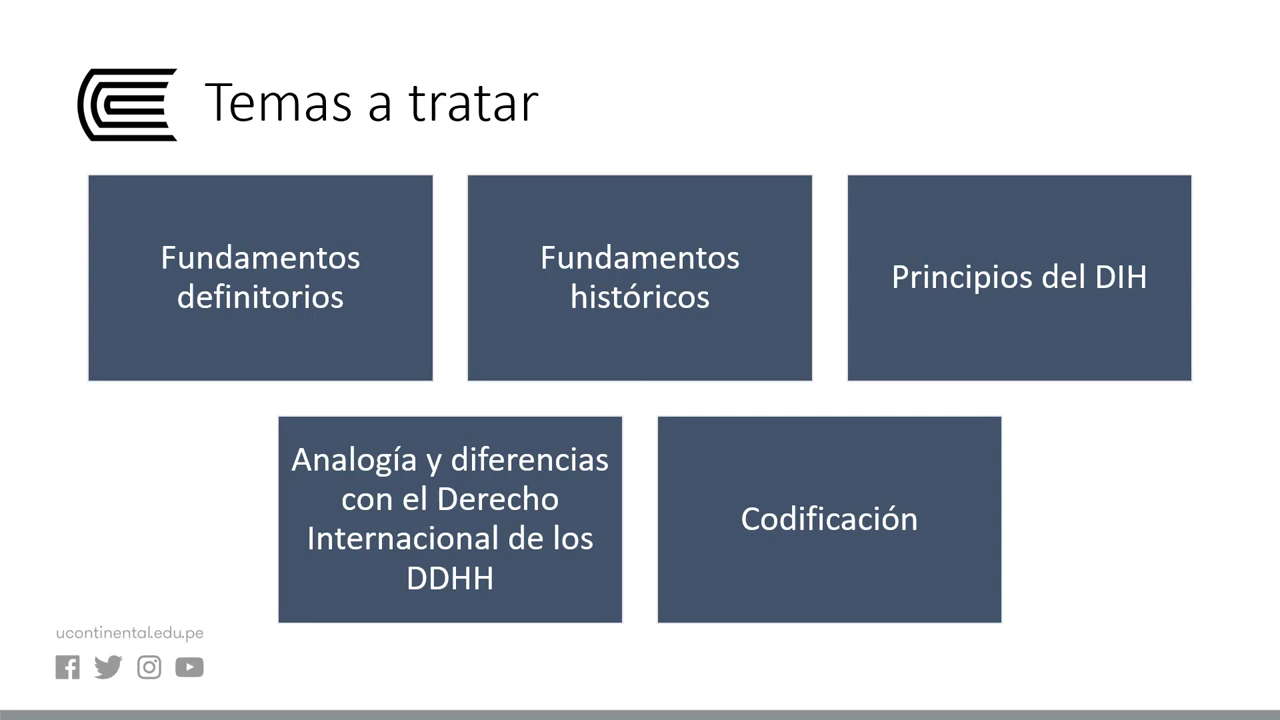 Temas a tratar
Fundamentos
definitorios
Fundamentos
históricos
Principios del DIH
Analogía y diferencias
con el Derecho
Internacional de los
DDHH
Codificación
ucontinental.edu.pe